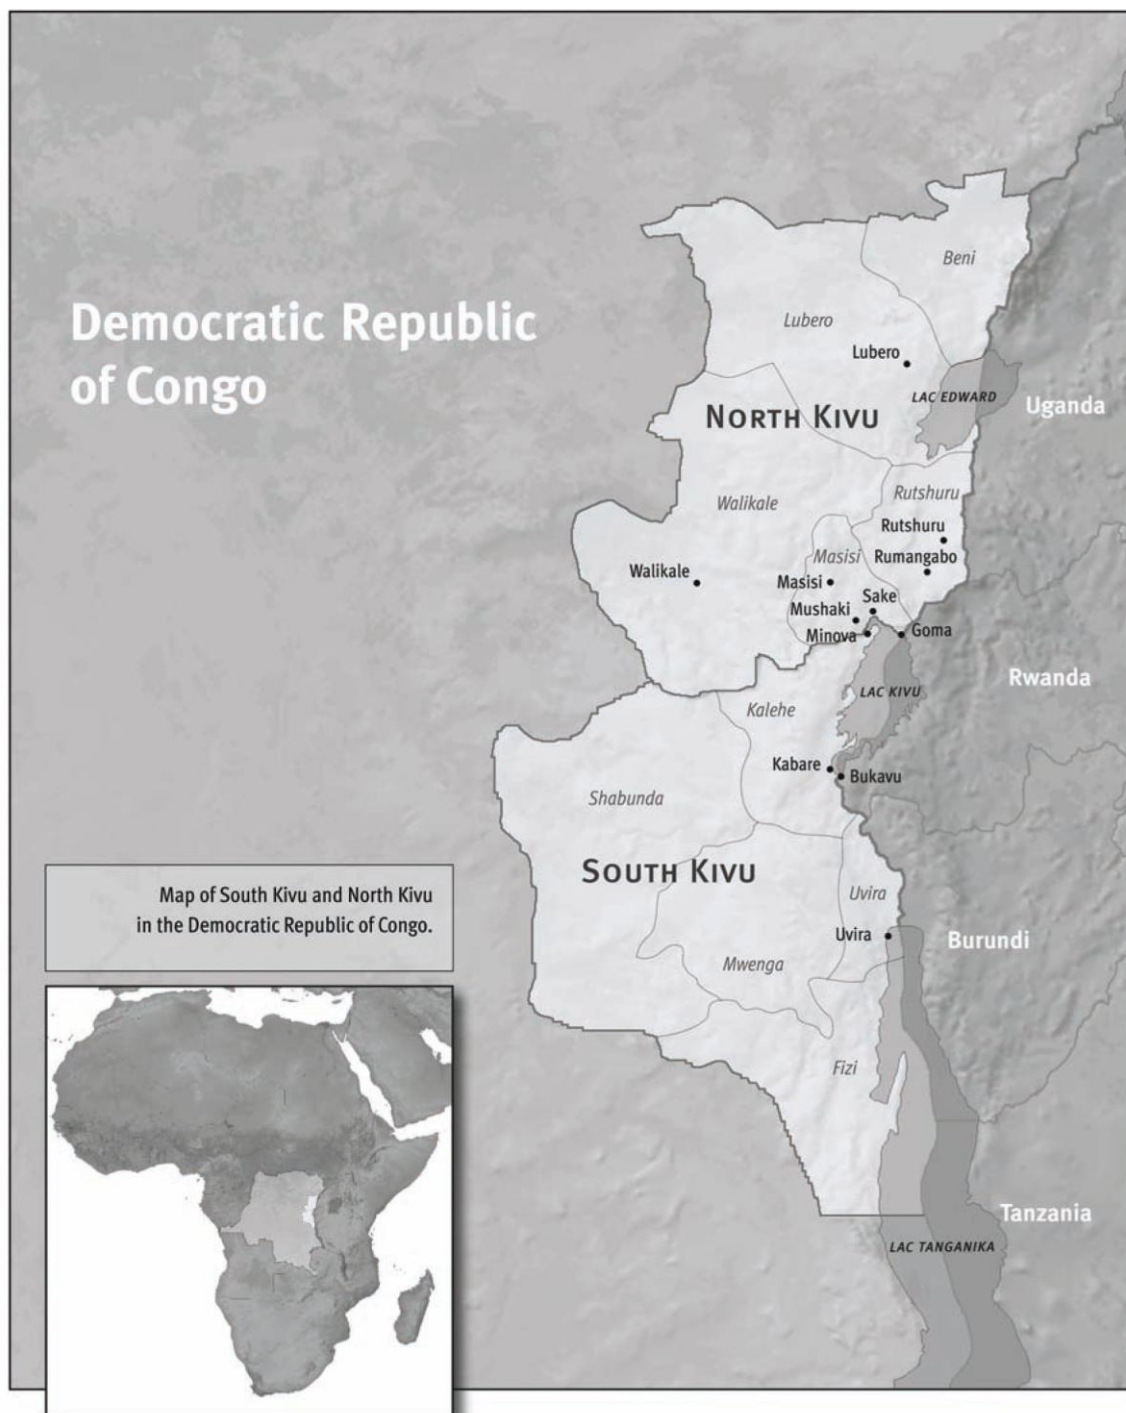 Beni
Democratic Republic
of Congo
Lubero
Lubero
LAC EDWARD
Uganda
NORTH KIVU
Rutshuru
Walikale
Rutshuru
Masisi
Rumangabo
Walikale
Masisi
Sake
Mushaki
Minova
Goma
Rwanda
LAC KIVU
Kalehe
Kabare
Bukavu
Shabunda
SOUTH KIVU
Uvira
Map of South Kivu and North Kivu
in the Democratic Republic of Congo.
Uvira
Burundi
Mwenga
Fizi
Tanzania
LAC TANGANIKA